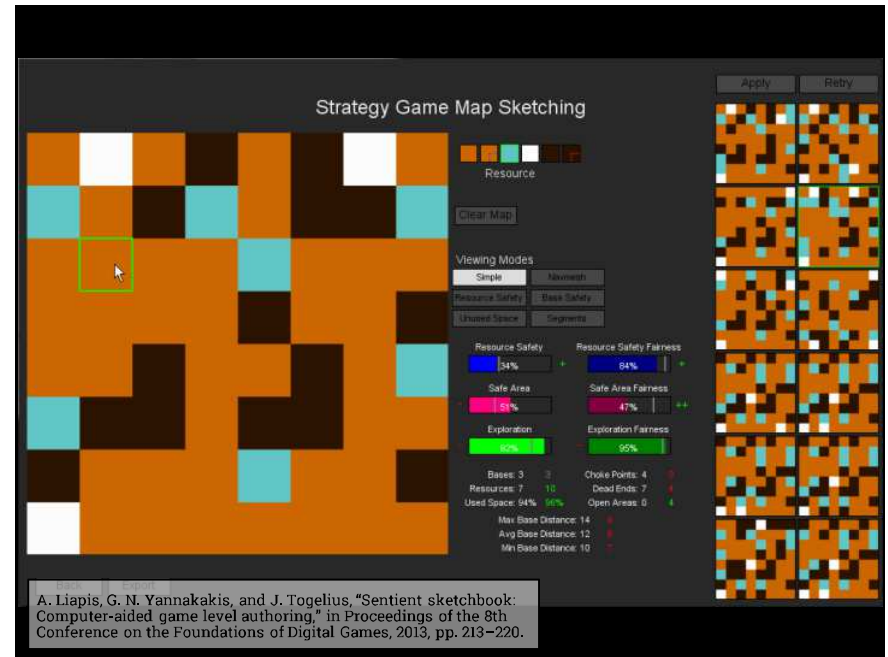 Apply Retry
Strategy Game Map Sketching
Resource
Clear Map
Viewing Modes
Simple Navmesh
Resource Safety Base Safety
Unused Space Segments
Resource Safety Resource Safety Fairness
34% + 84% +
Safe Area Safe Area Fairness
- 51% 47% ++
Exploration Exploration Fairness
- 82% - 95%
Bases: 3 3 Choke Points: 4
Resources: 7 10 Dead Ends: 7
Used Space: 94% 96% Open Areas: 0 4
Max Base Distance: 14
Avg Base Distance: 12
Min Base Distance: 10
Back Export
A. Liapis, G. N. Yannakakis, and J. Togelius, “Sentient sketchbook:
Computer-aided game level authoring,” in Proceedings of the 8th
Conference on the Foundations of Digital Games, 2013, pp. 213–220.